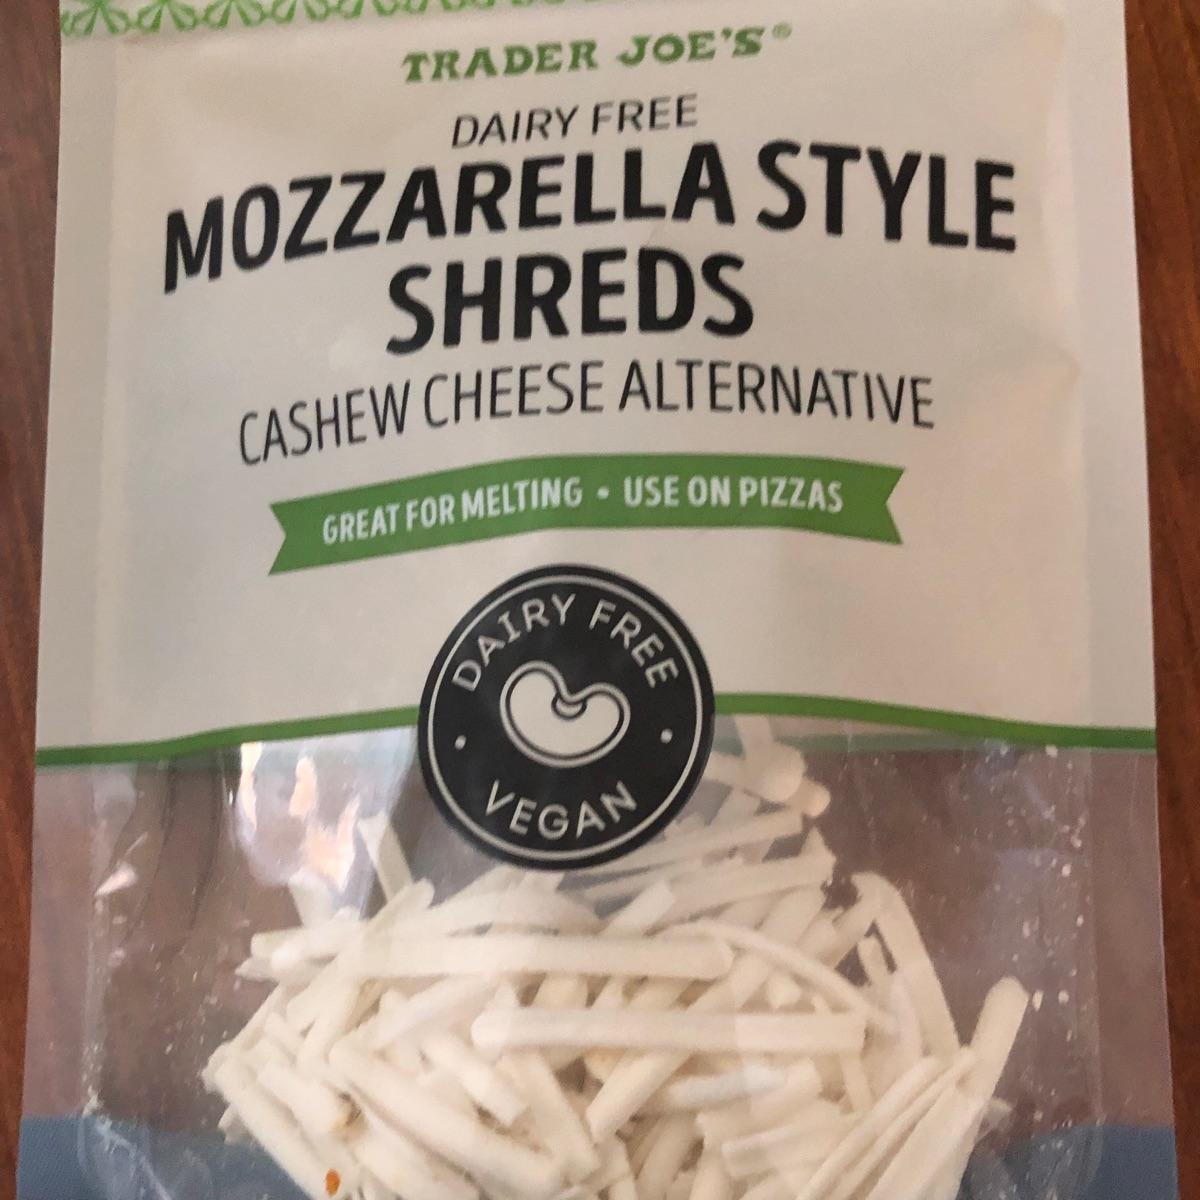 TRADER JOE'S®
DAIRY FREE
MOZZARELLA STYLE
SHREDS
CASHEW CHEESE ALTERNATIVE
GREAT FOR MELTING • USE ON PIZZAS
DAIRY FREE
• VEGAN •